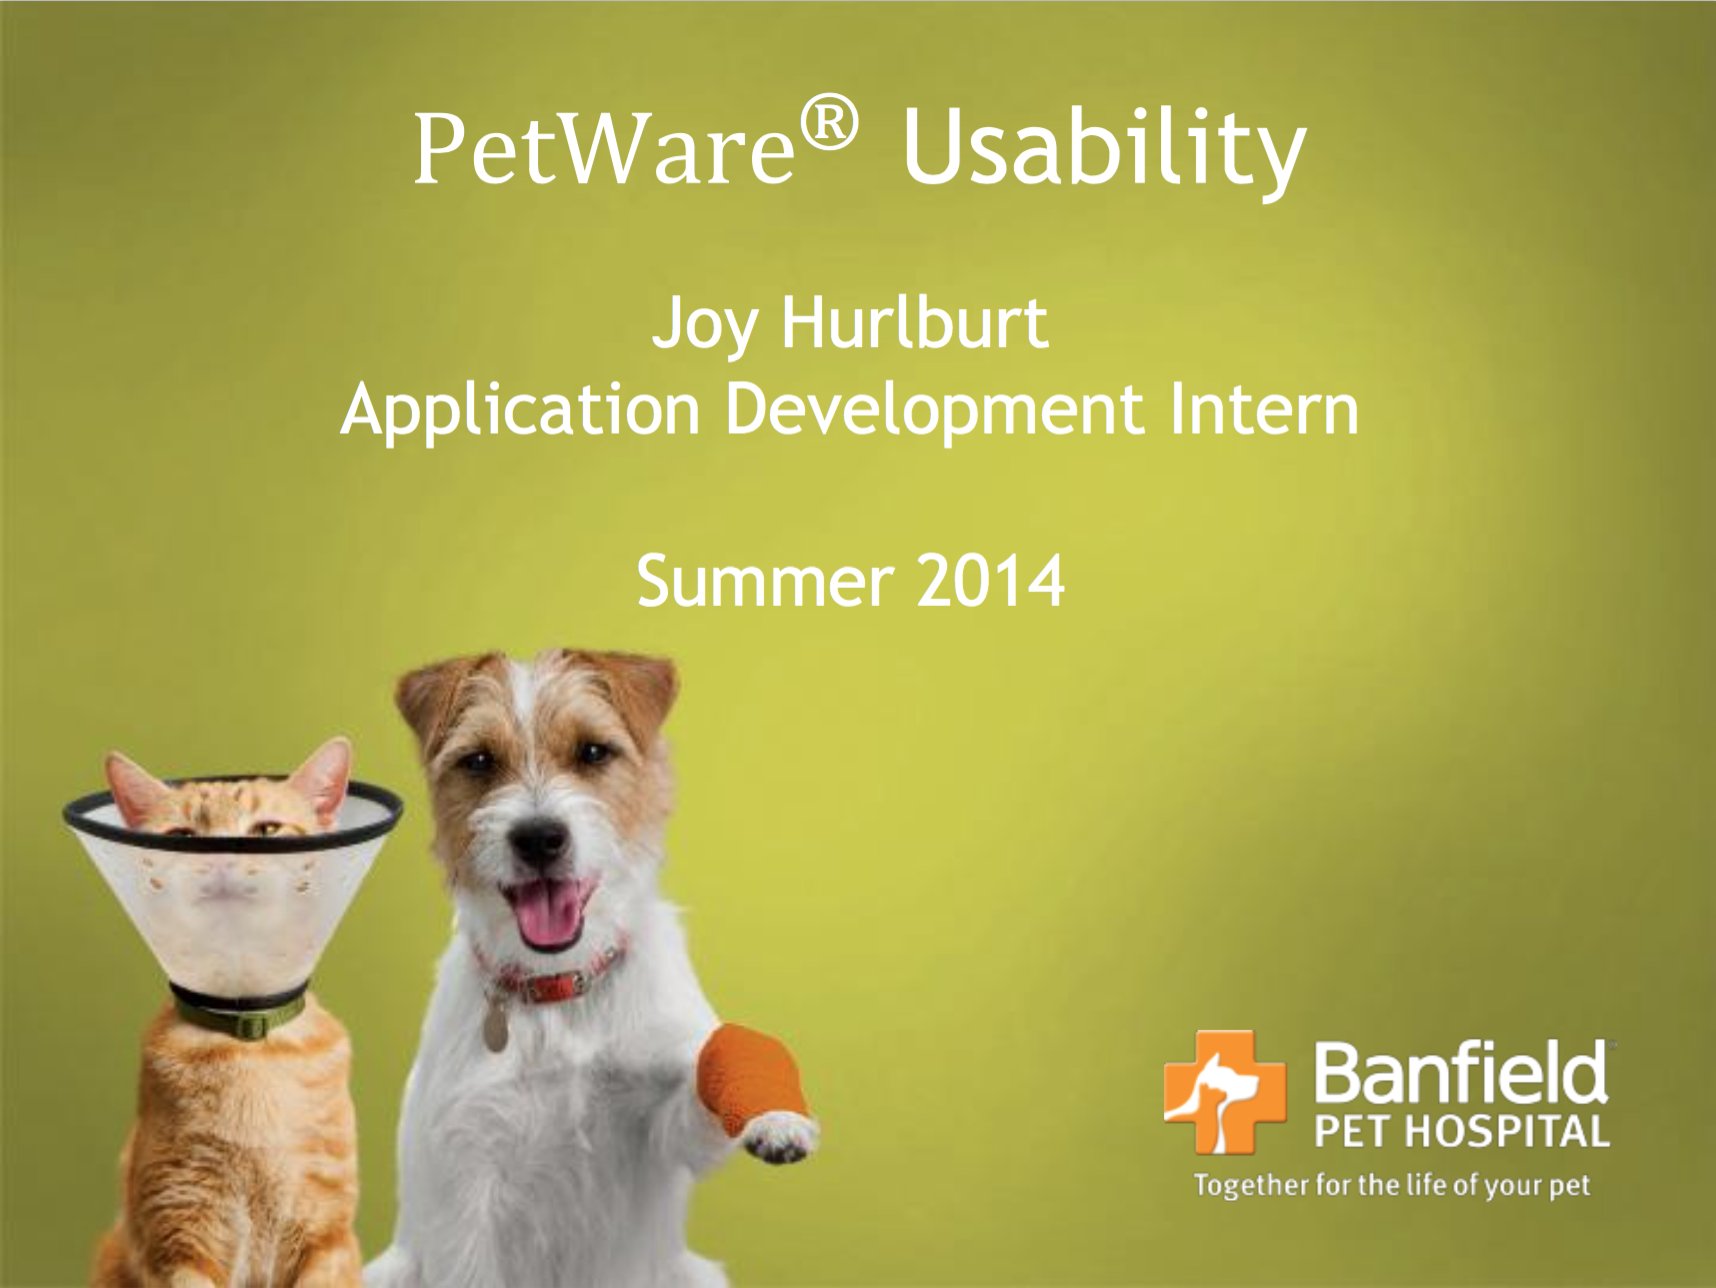 PetWare® Usability
Joy Hurlburt
Application Development Intern
Summer 2014
Banfield
PET HOSPITAL
Together for the life of your pet